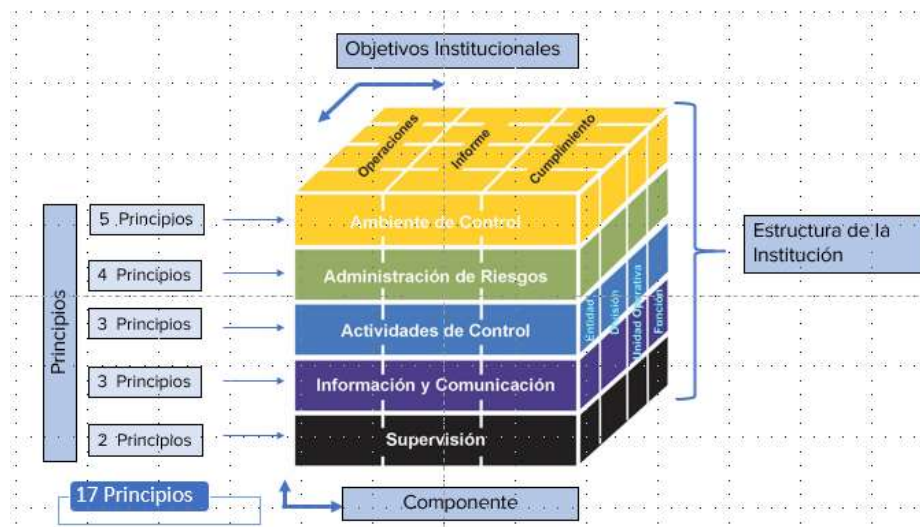 Objetivos Institucionales
Operaciones
Informe
Cumplimiento
Principios
5 Principios
Ambiente de Control
4 Principios
Administración de Riesgos
3 Principios
Actividades de Control
3 Principios
Información y Comunicación
2 Principios
Supervisión
Entidad
División
Unidad Operativa
Función
Estructura de la
Institución
17 Principios
Componente